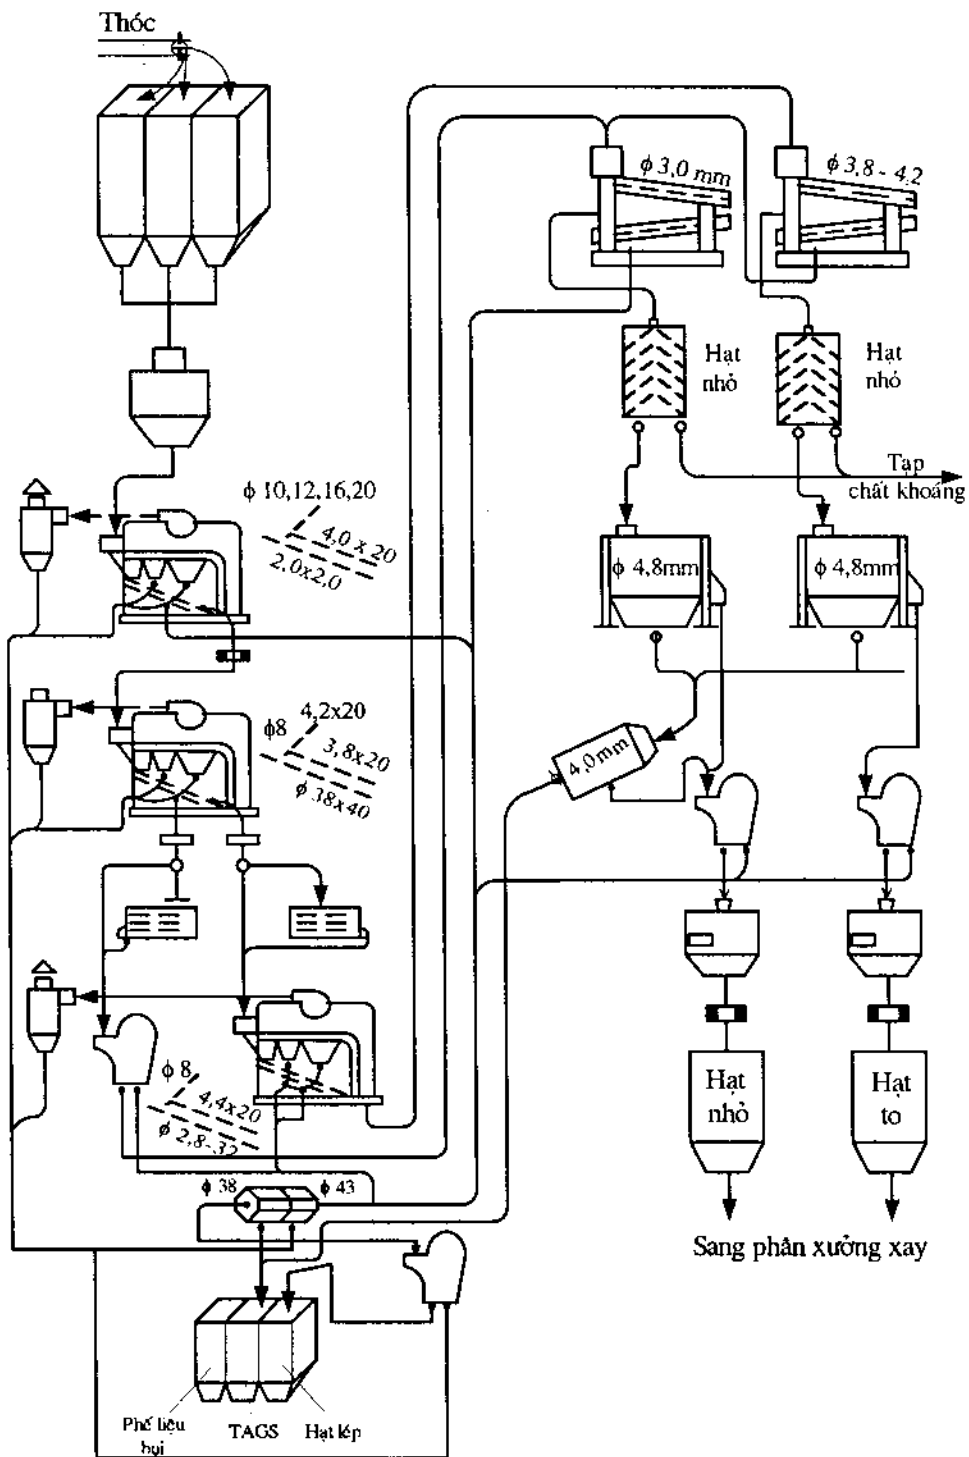 Thóc
ϕ 3,0 mm
ϕ 3,8 - 4,2
Hạt
nhỏ
Hạt
nhỏ
Tạp
chất khoáng
ϕ 10,12,16,20
4,0 x 20
2,0x2,0
ϕ 4,8mm
ϕ 4,8mm
4,2x20
ϕ8
3,8x20
ϕ 38x40
ϕ 4,0mm
ϕ 8
4,4x20
ϕ 2,8-32
Hạt
nhỏ
Hạt
to
ϕ 38
ϕ 43
Sang phân xưởng xay
Phế liệu
bụi
TAGS
Hạt lép